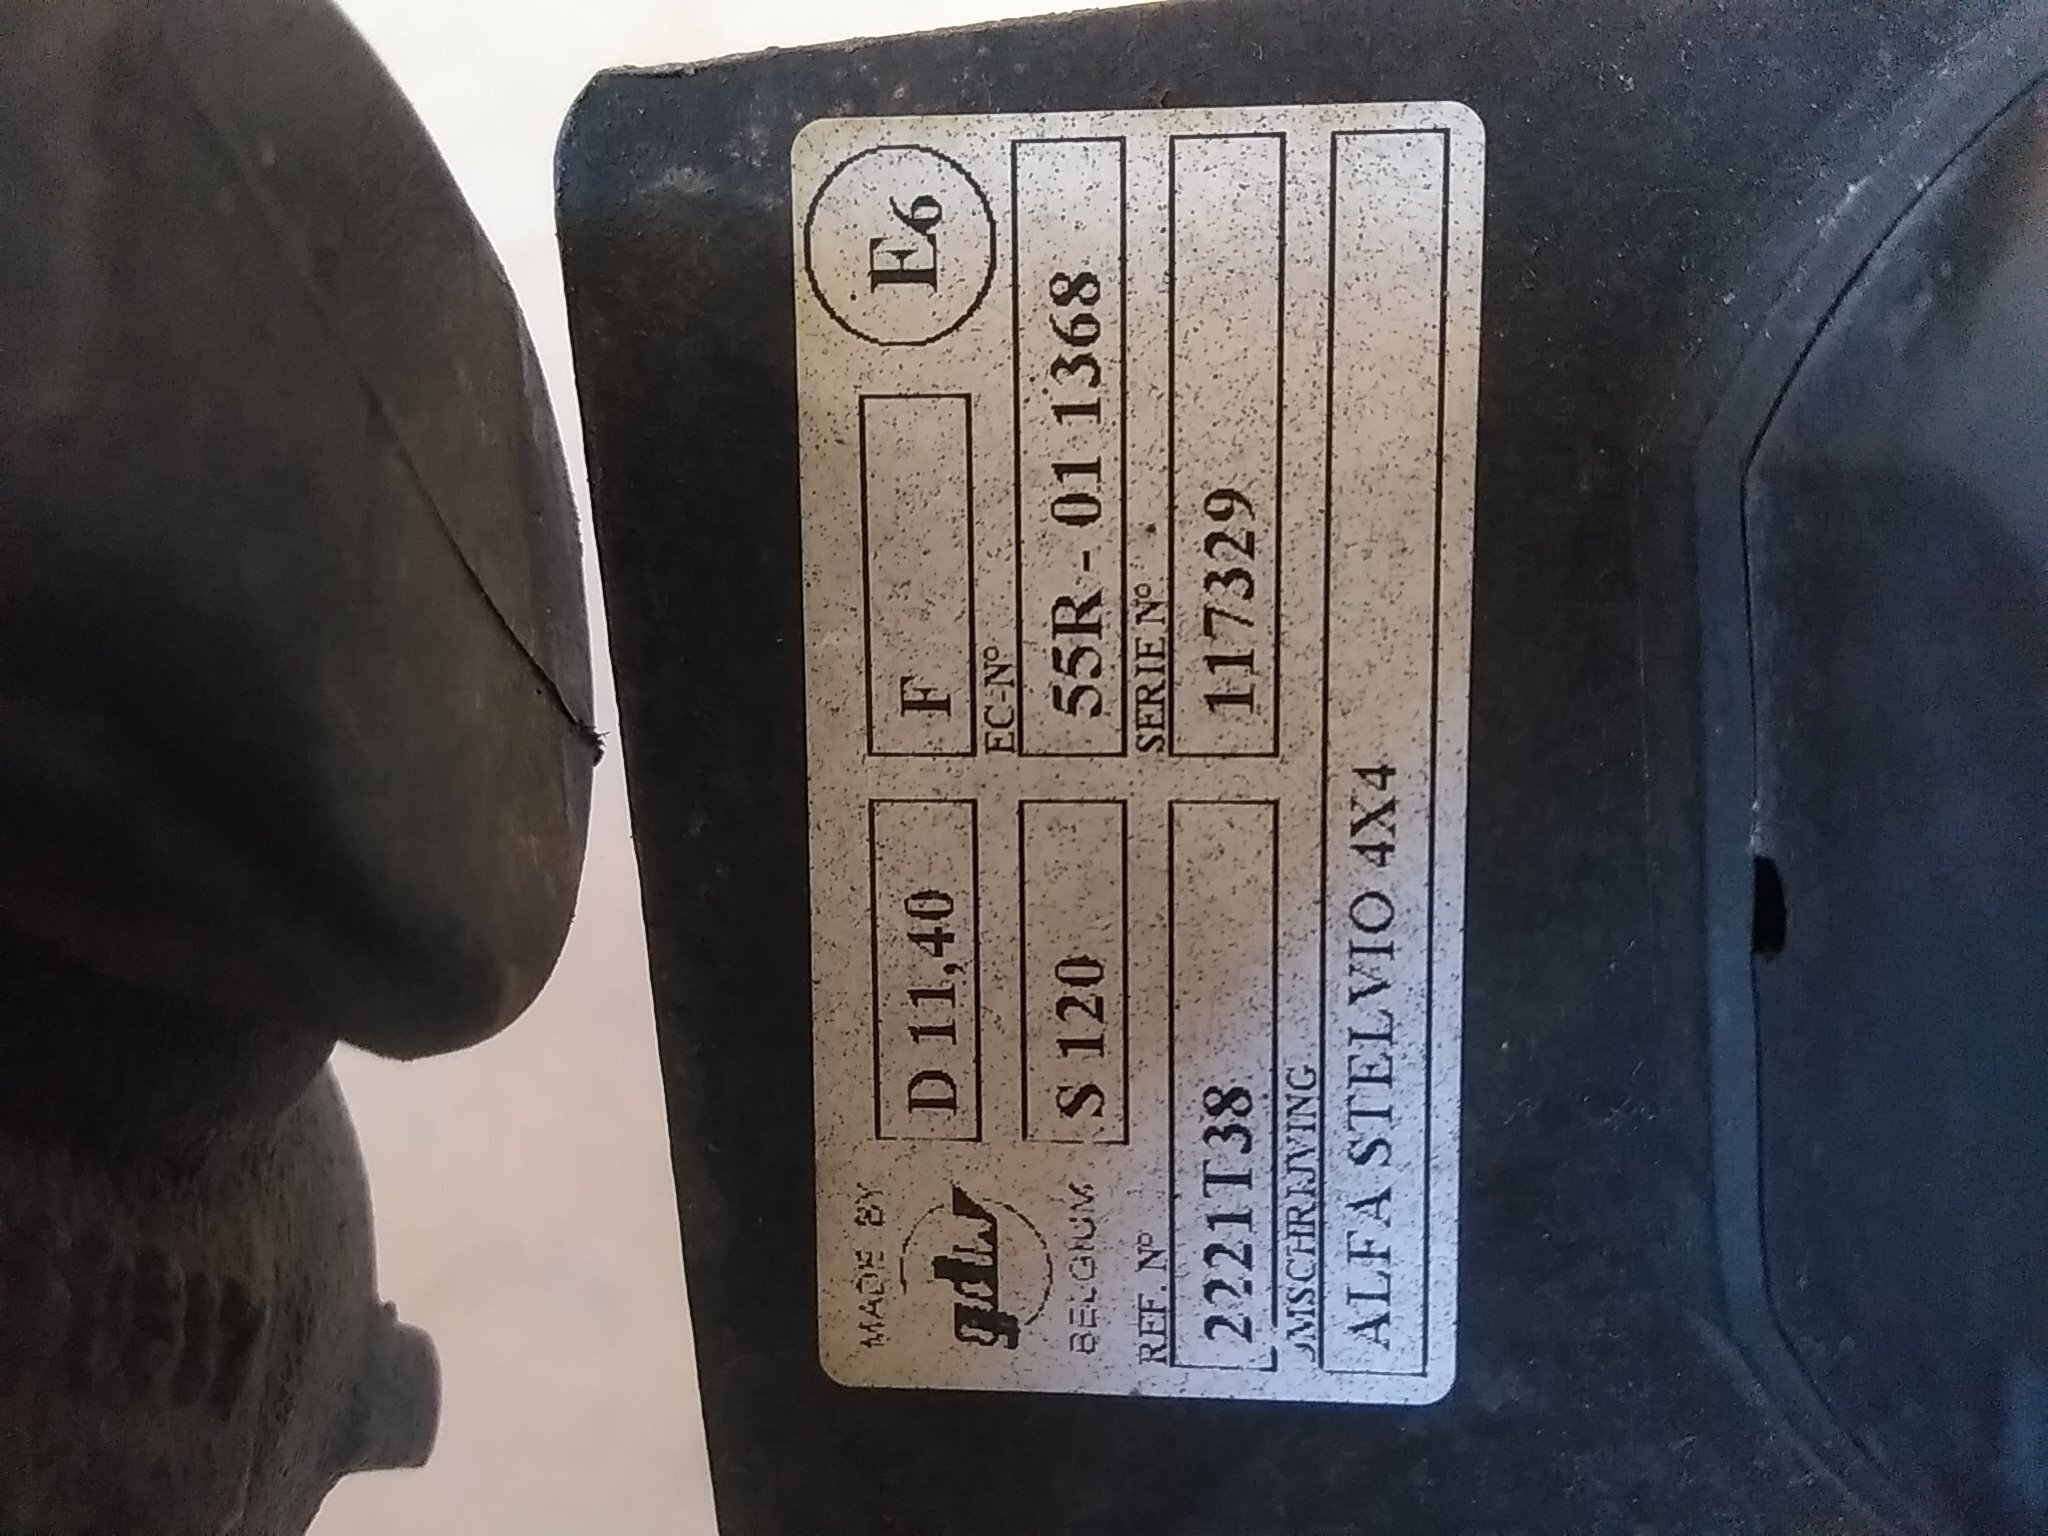 MADE BY
gdw
BELGIUM
D 11,40
F
E6
S 120
EC-N°
55R-01 1368
REF. N°
2221T38
SERIE N°
117329
OMSCHRIJVING
ALFA STELVIO 4X4